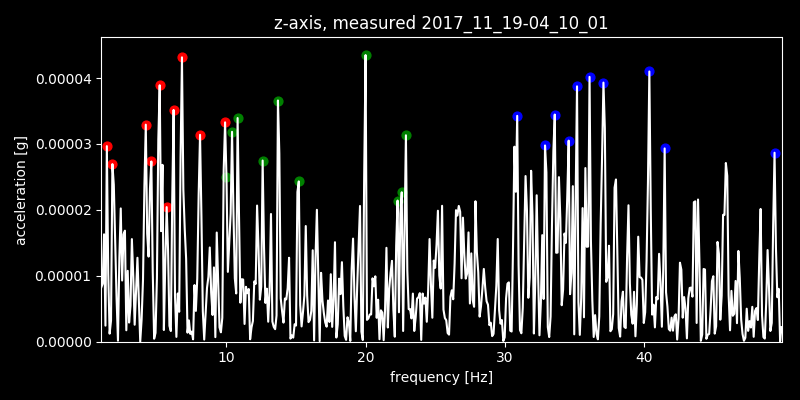 z-axis, measured 2017_11_19-04_10_01
acceleration [g]
0.00004
0.00003
0.00002
0.00001
0.00000
10 20 30 40
frequency [Hz]